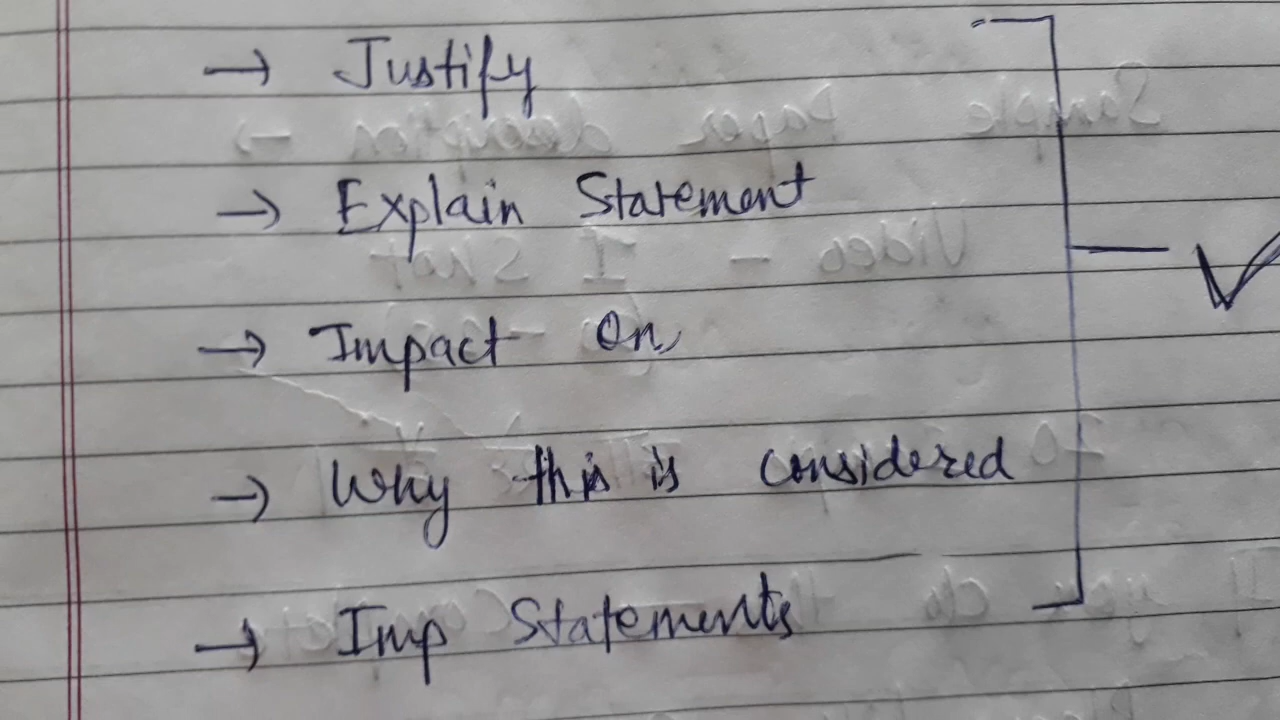 → Justify
→ Explain Statement
→ Impact On
→ Why this is considered
→ Imp Statements